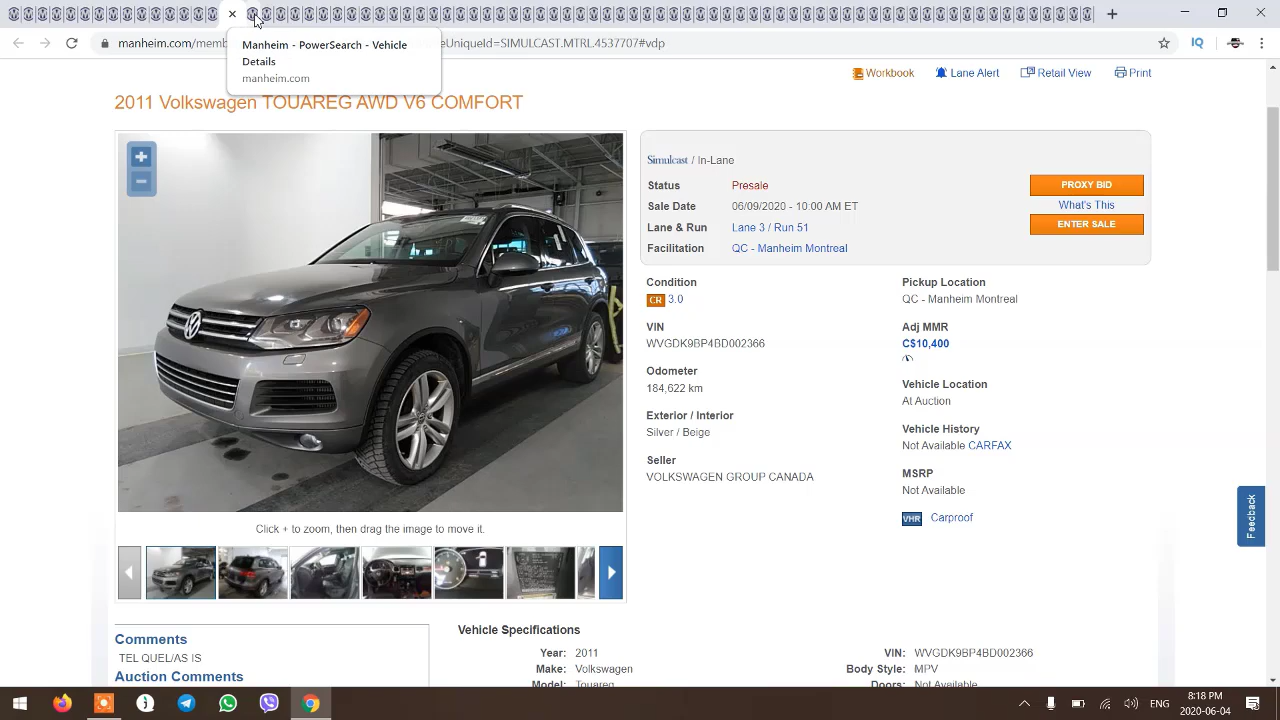 manheim.com/memb
eUniqueId=SIMULCAST.MTRL.4537707#vdp
IQ
Manheim - PowerSearch - Vehicle
Details
manheim.com
Workbook
Lane Alert
Retail View
Print
2011 Volkswagen TOUAREG AWD V6 COMFORT
Simulcast / In-Lane
Status Presale
PROXY BID
Sale Date 06/09/2020 - 10:00 AM ET
What's This
Lane & Run Lane 3 / Run 51
ENTER SALE
Facilitation QC - Manheim Montreal
Condition
CR 3.0
Pickup Location
QC - Manheim Montreal
VIN
WVGDK9BP4BD002366
Adj MMR
C$10,400
Odometer
184,622 km
Vehicle Location
At Auction
Exterior / Interior
Silver / Beige
Vehicle History
Not Available CARFAX
Seller
VOLKSWAGEN GROUP CANADA
MSRP
Not Available
VHR Carproof
Feedback
Click + to zoom, then drag the image to move it.
Comments
TEL QUEL/AS IS
Auction Comments
Vehicle Specifications
Year: 2011
VIN: WVGDK9BP4BD002366
Make: Volkswagen
Body Style: MPV
Model: Touareg
Doors: Not Available
ENG
8:18 PM
2020-06-04